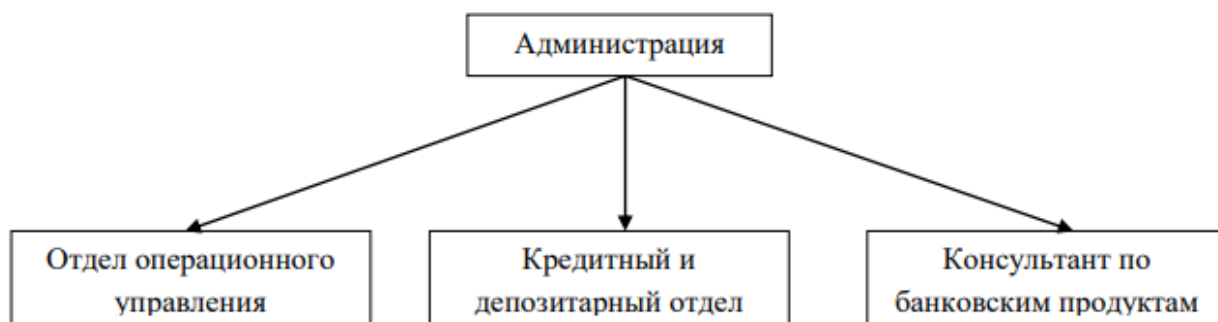 Администрация
Отдел операционного
управления
Кредитный и
депозитарный отдел
Консультант по
банковским продуктам